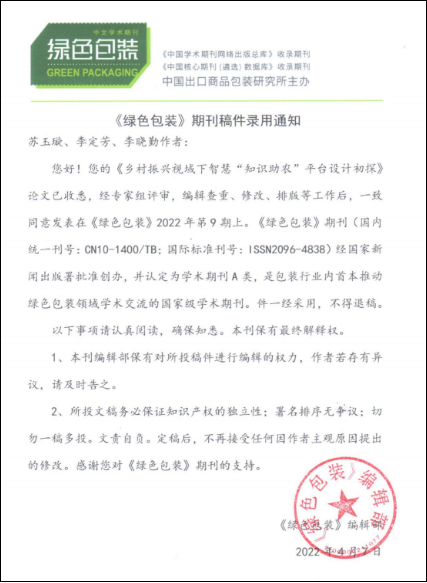 中文学术期刊
绿色包装
GREEN PACKAGING
《中国学术期刊网络出版总库》收录期刊
《中国核心期刊(遴选)数据库》收录期刊
中国出口商品包装研究所主办
《绿色包装》期刊稿件录用通知
苏玉璇、李定芳、李晓勤作者：
您好！您的《乡村振兴视域下智慧“知识助农”平台设计初探》
论文已收悉，经专家组评审，编辑查重、修改、排版等工作后，一致
同意发表在《绿色包装》2022年第9期上。《绿色包装》期刊（国内
统一刊号：CN10-1400/TB；国际标准刊号：ISSN2096-4838）经国家新
闻出版署批准创办，并认定为学术期刊A类，是包装行业内首本推动
绿色包装领域学术交流的国家级学术期刊。件一经采用，不得退稿。
以下事项请认真阅读，确保知悉。本刊保有最终解释权。
1、本刊编辑部保有对所投稿件进行编辑的权力，作者若存有异
议，请及时告之。
2、所投文稿务必保证知识产权的独立性；署名排序无争议；切
勿一稿多投。文责自负。定稿后，不再接受任何因作者主观原因提出
的修改。感谢您对《绿色包装》期刊的支持。
《绿色包装》编辑部
《绿色包装》编辑部
2022年4月7日